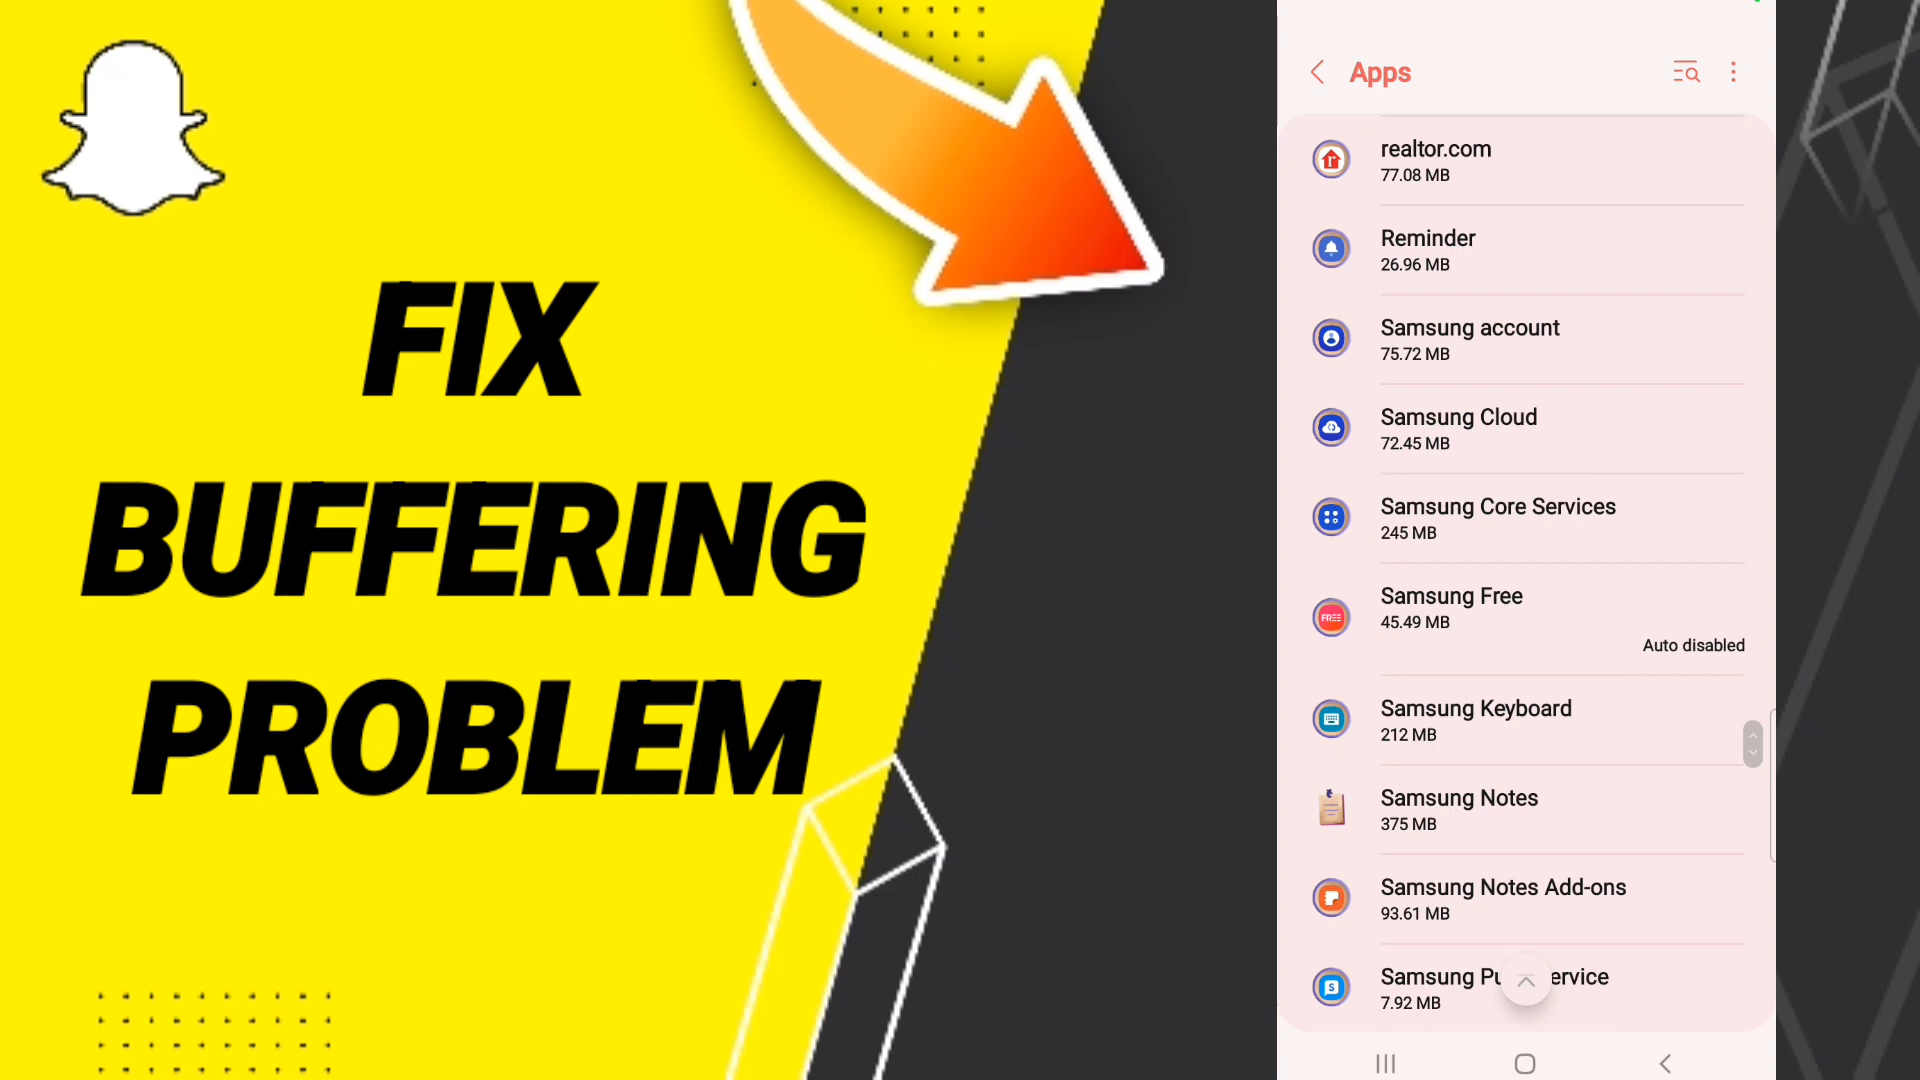 FIX
BUFFERING
PROBLEM
Apps
realtor.com
77.08 MB
Reminder
26.96 MB
Samsung account
75.72 MB
Samsung Cloud
72.45 MB
Samsung Core Services
245 MB
FREE
Samsung Free
45.49 MB
Auto disabled
Samsung Keyboard
212 MB
Samsung Notes
375 MB
Samsung Notes Add-ons
93.61 MB
Samsung
7.92 MB